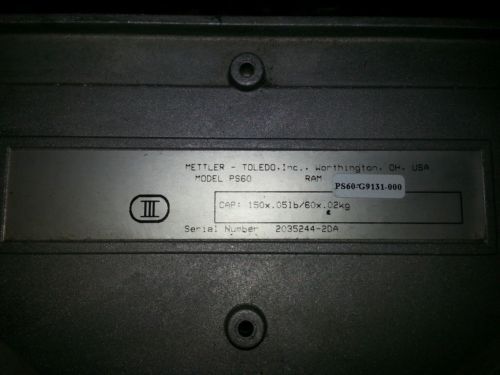 METTLER - TOLEDO, Inc., Worthington, OH, USA
MODEL PS60 RAM PS60-G9131-000
III
CAP: 150x.05lb/60x.02kg
Serial Number 2035244-2DA